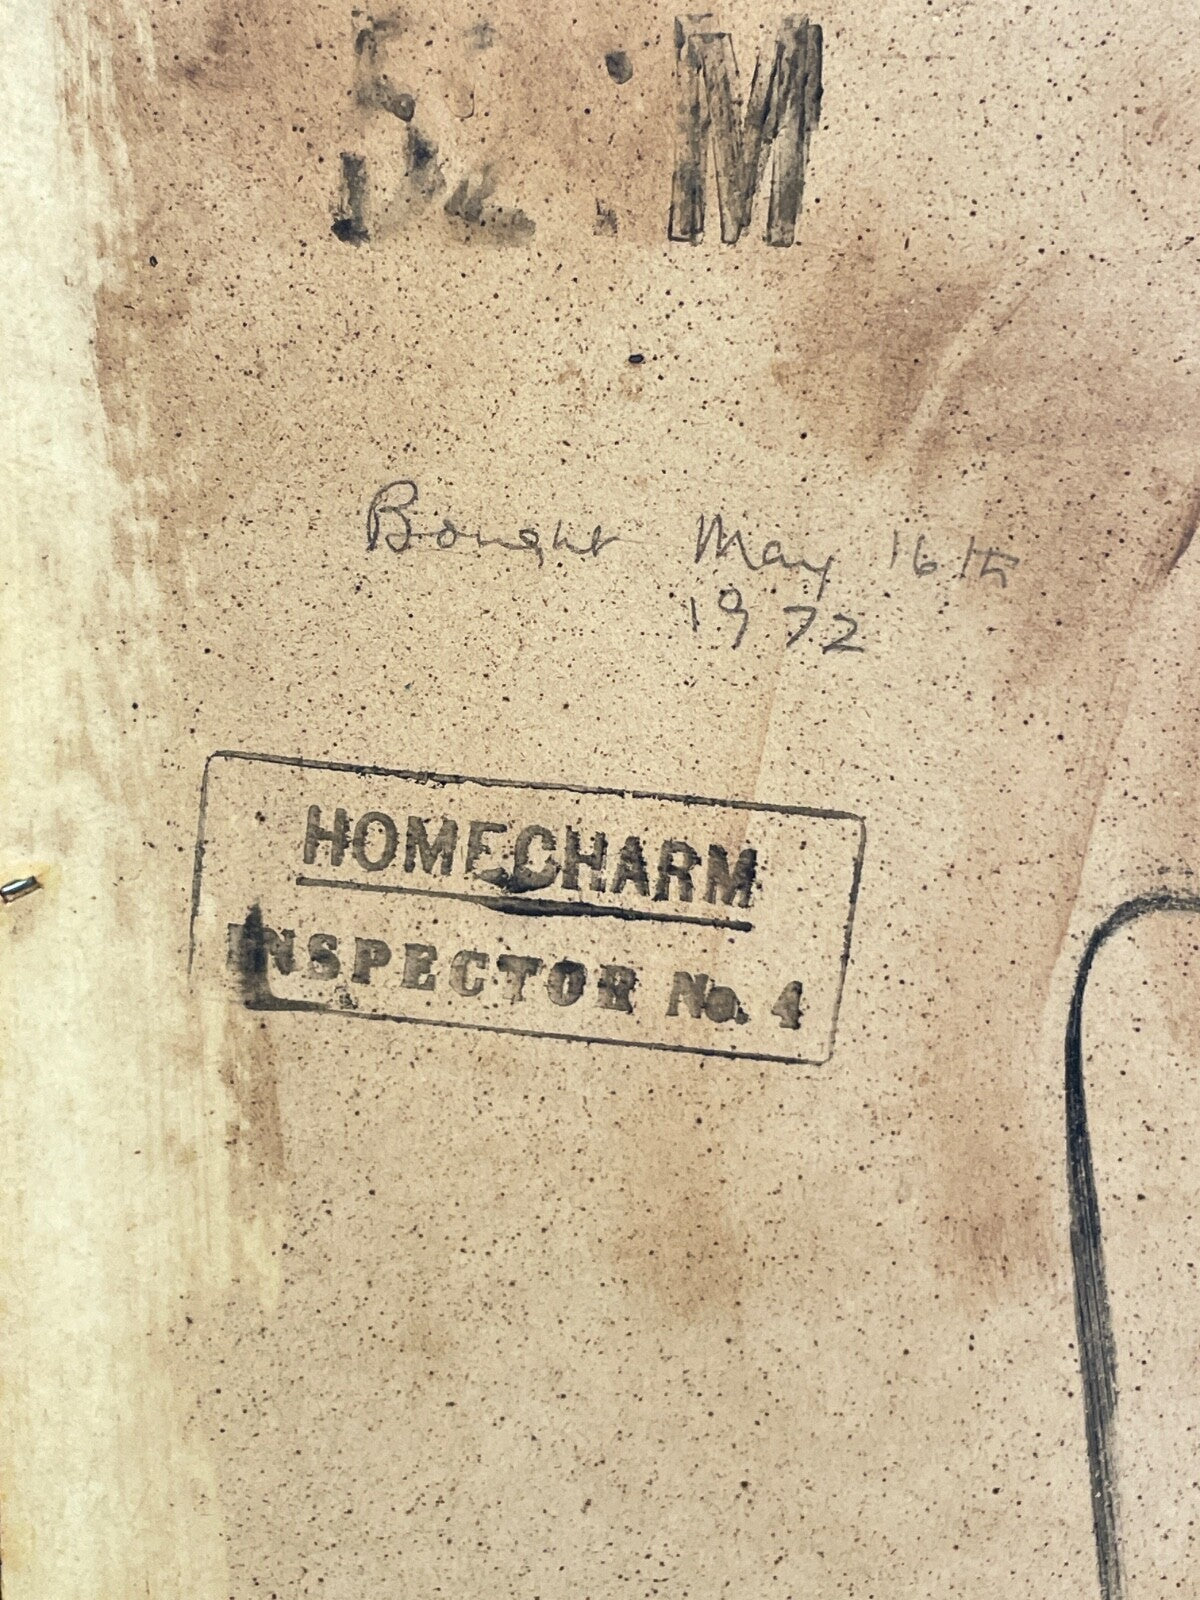 M
Bought May 16th
1972
HOMECHARM
INSPECTOR No. 4